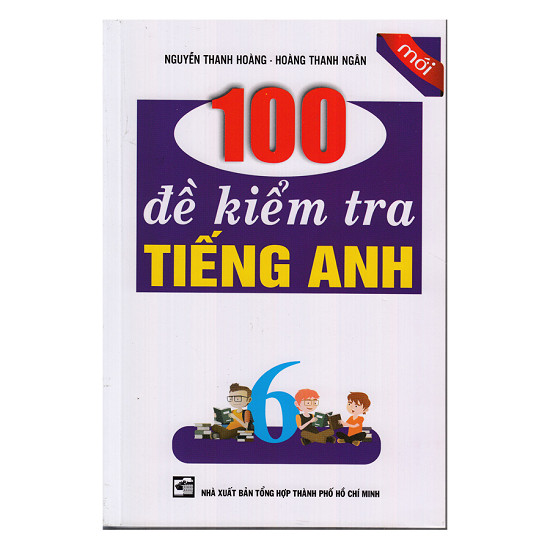 NGUYỄN THANH HOÀNG - HOÀNG THANH NGÂN
mới
100
đề kiểm tra
TIẾNG ANH
6
NHÀ XUẤT BẢN TỔNG HỢP THÀNH PHỐ HỒ CHÍ MINH